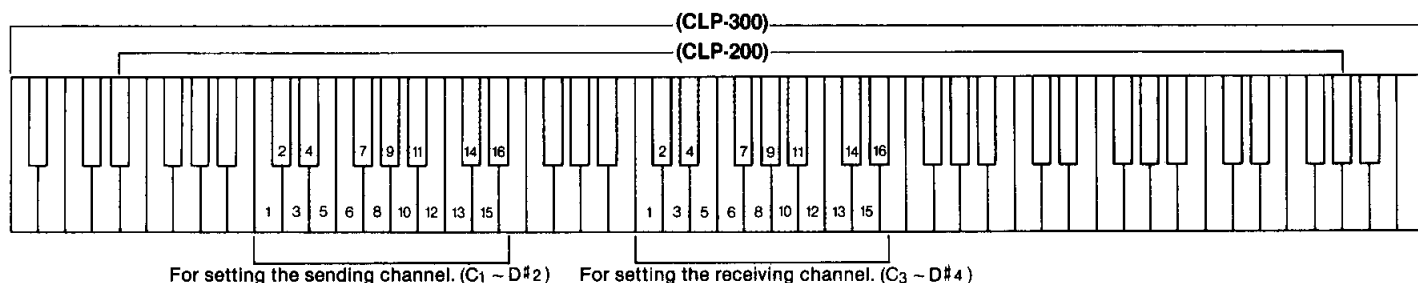 (CLP-300)
(CLP-200)
2 4 7 9 11 14 16 2 4 7 9 11 14 16
1 3 5 6 8 10 12 13 15 1 3 5 6 8 10 12 13 15
For setting the sending channel. (C1 ~ D#2) For setting the receiving channel. (C3 ~ D#4)